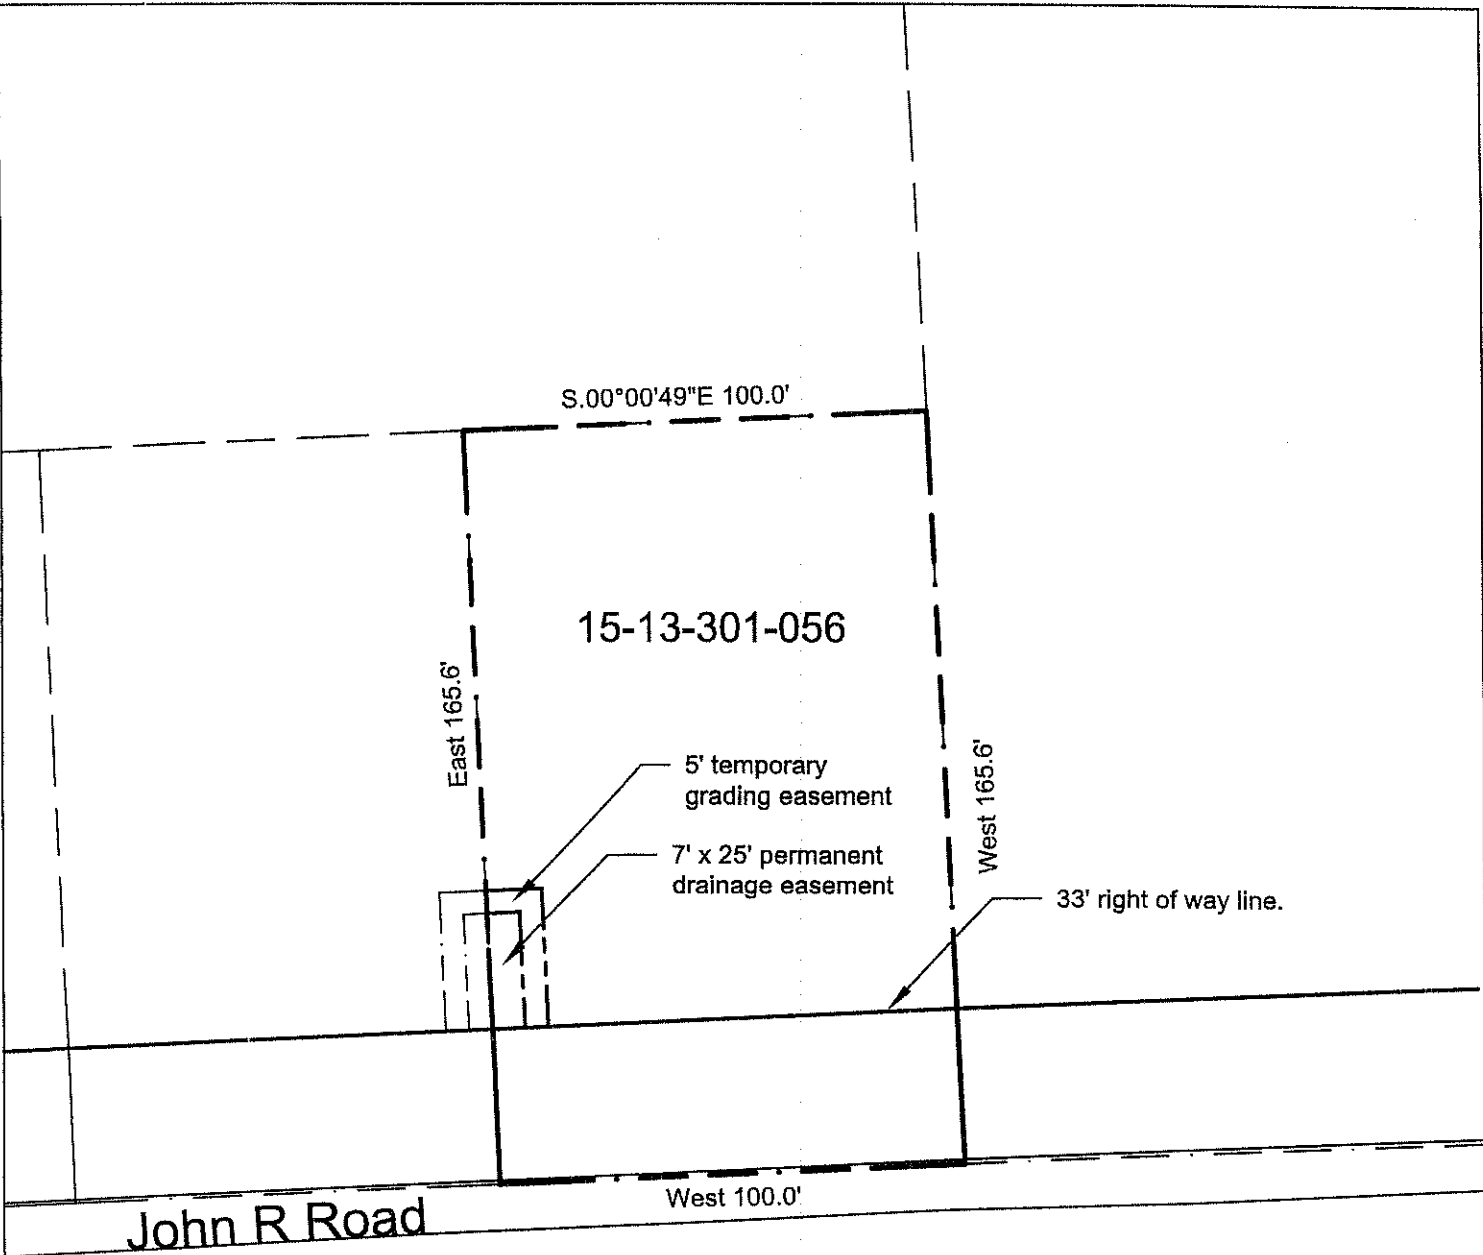 S.00°00'49"E 100.0'
15-13-301-056
East 165.6'
5' temporary
grading easement
West 165.6'
7' x 25' permanent
drainage easement
33' right of way line.
West 100.0'
John R Road